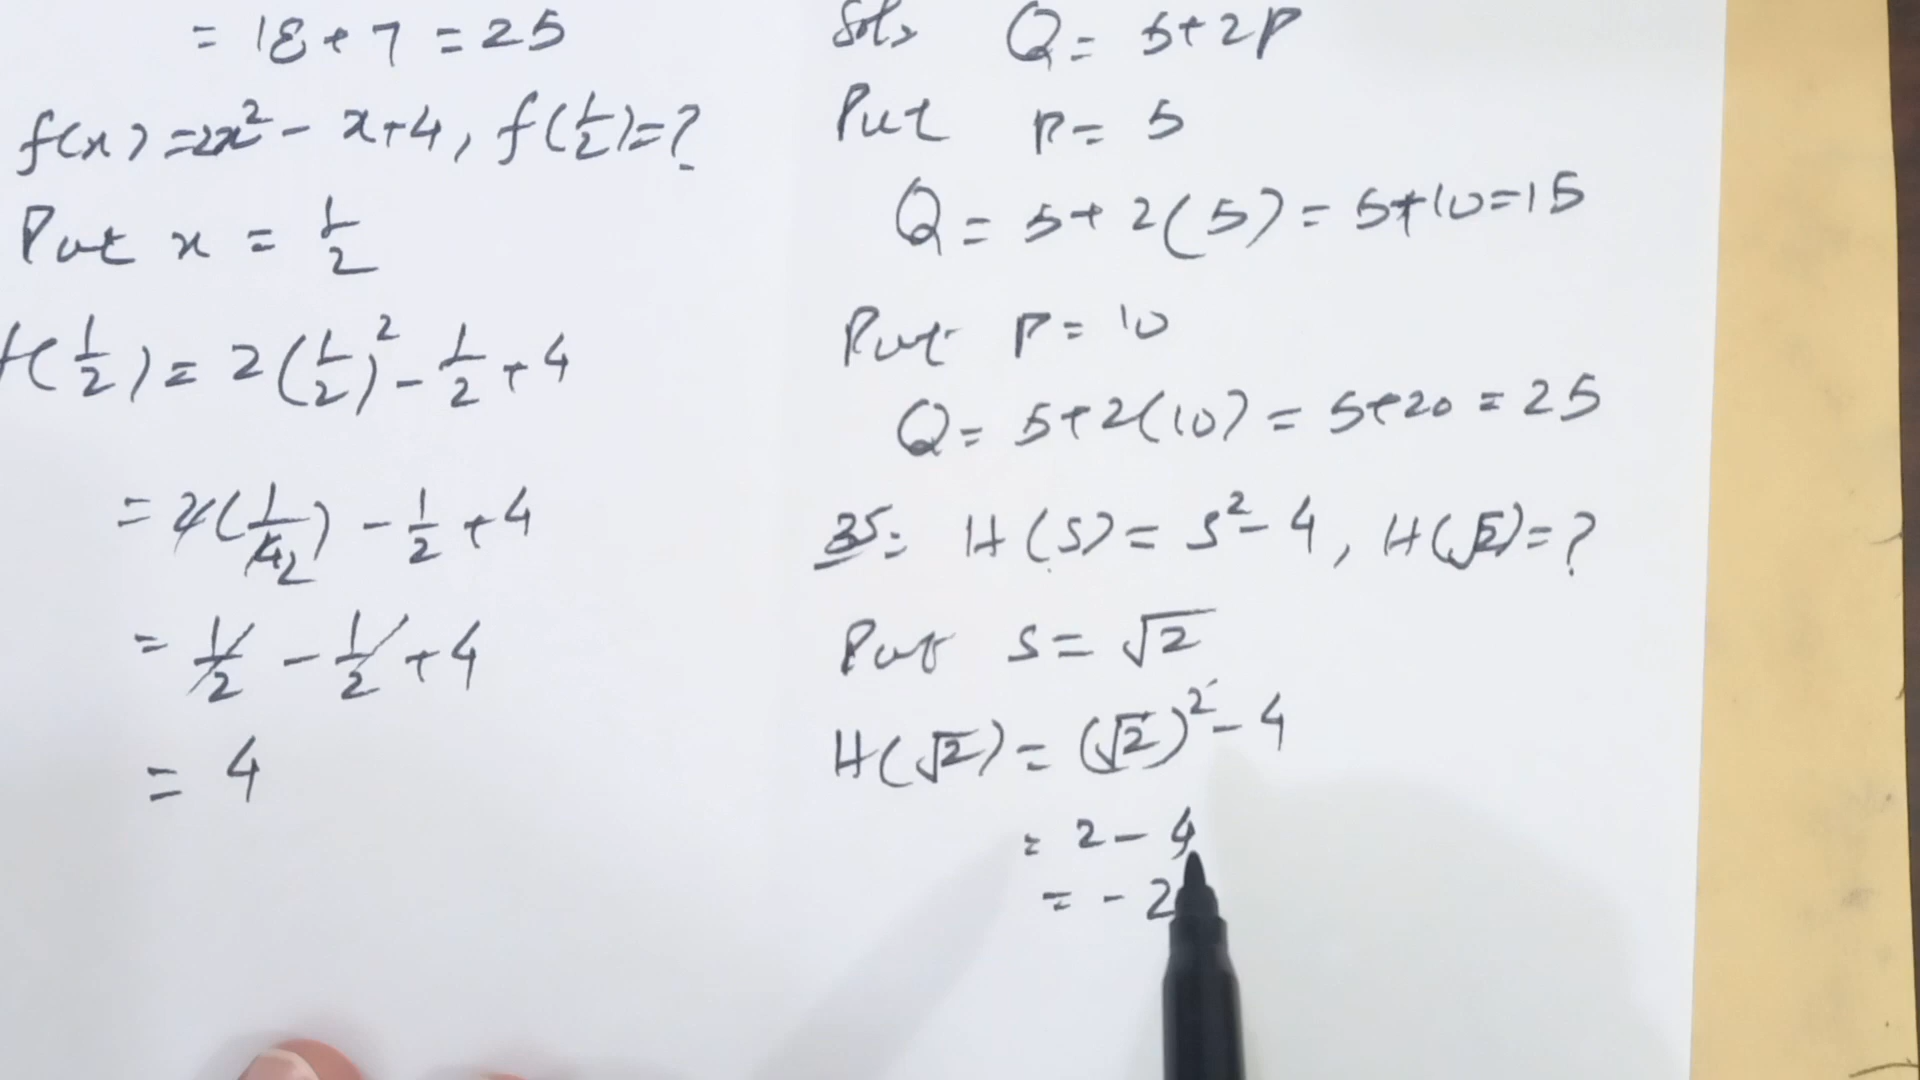 = 18 + 7 = 25
f(x) = 2x² - x + 4, f(1/2) = ?
Put x = 1/2
f(1/2) = 2(1/2)² - 1/2 + 4
= 2(1/4 2) - 1/2 + 4
= 1/2 - 1/2 + 4
= 4
Sol, Q = 5 + 2P
Put P = 5
Q = 5 + 2(5) = 5 + 10 = 15
Put P = 10
Q = 5 + 2(10) = 5 + 20 = 25
35: H(S) = S² - 4, H(√2) = ?
Put S = √2
H(√2) = (√2)² - 4
= 2 - 4
= - 2